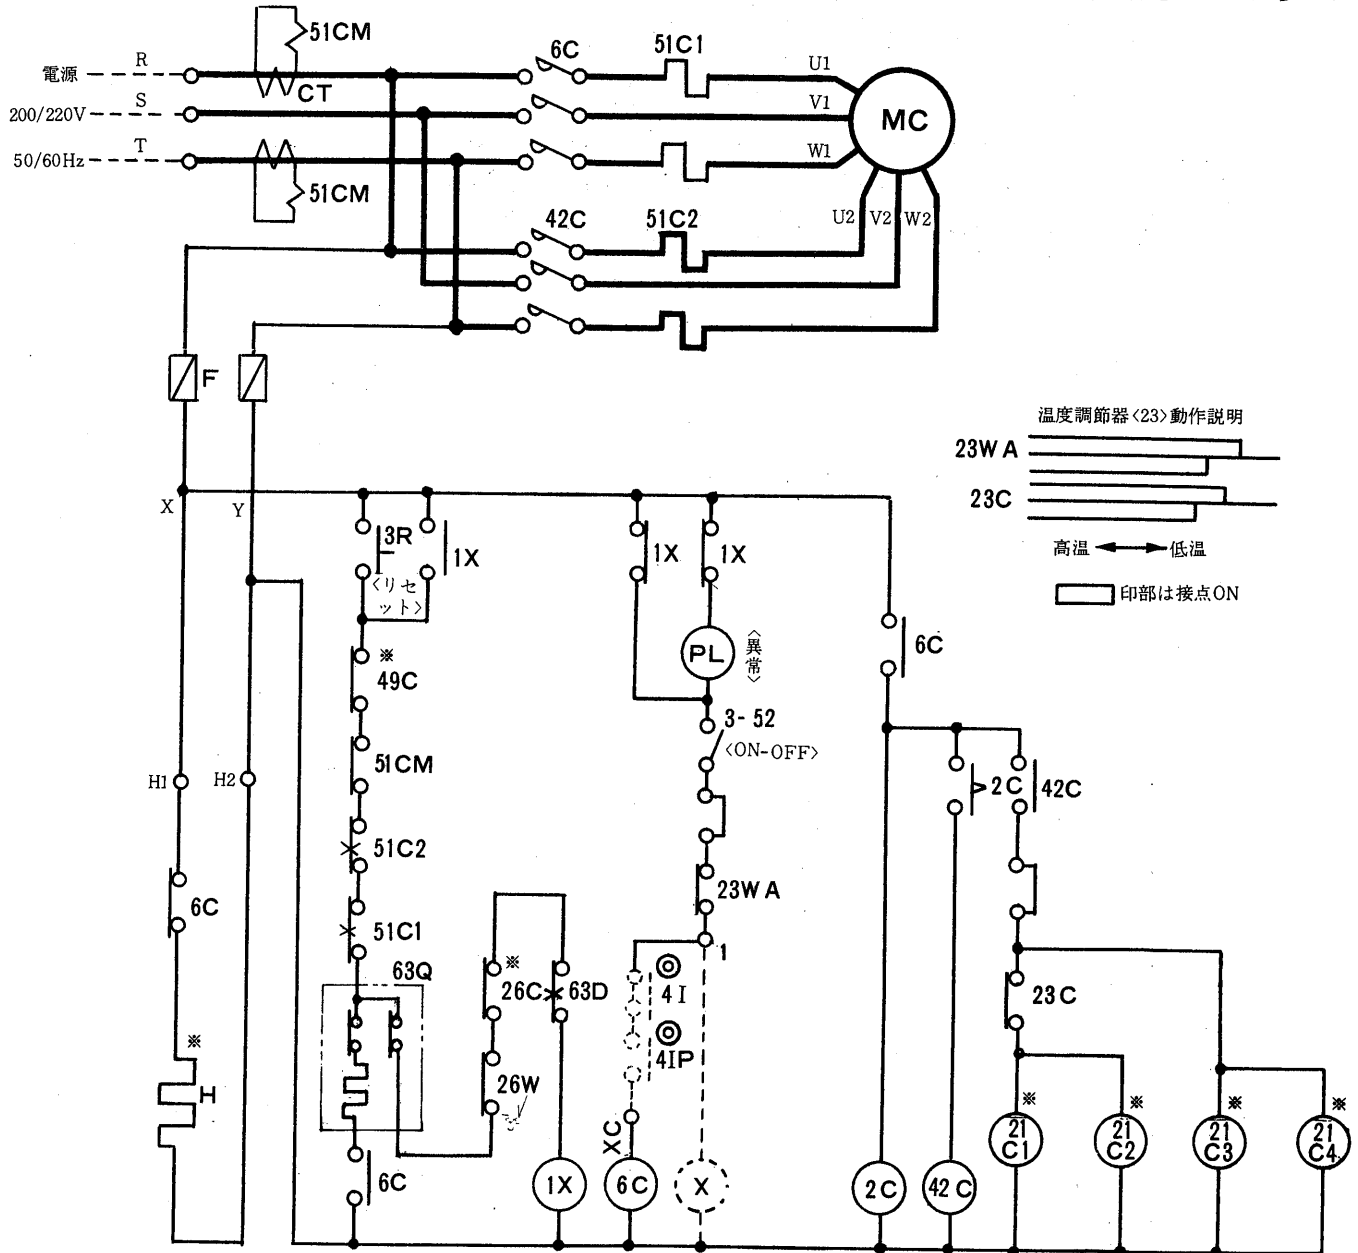 51CM
電源
R
CT
6C
51C1
U1
200/220V
S
V1
MC
50/60Hz
T
W1
51CM
42C
51C2
U2
V2
W2
F
温度調節器<23>動作説明
23WA
23C
高温
低温
印部は接点ON
X
Y
3R
<リセ
ット>
1X
1X
1X
※
49C
PL
<異常>
6C
3-52
<ON-OFF>
51CM
H1
H2
2C
42C
51C2
23WA
6C
51C1
1
63Q
※
26C
63D
4I
23C
4IP
※
H
26W
XC
※
21
C1
※
21
C2
※
21
C3
※
21
C4
6C
1X
6C
X
2C
42C